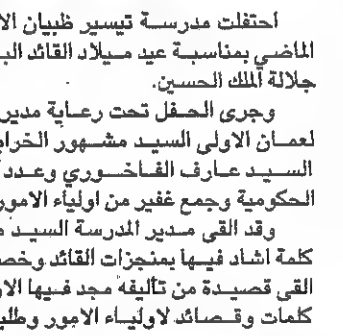 احتفلت مدرسة تيسير ظبيان الا
الماضي بمناسبة عيد ميلاد القائد الب
جلالة الملك الحسين.
وجرى الحفل تحت رعاية مدير
لعمان الاولى السيد مشهور الخرا
السيد عارف الفاخوري وعدد
الحكومية وجمع غفير من اولياء الامور
وقد القى مدير المدرسة السيد م
كلمة اشاد فيها بمنجزات القائد وخص
القى قصيدة من تأليفه مجد فيها الا
كلمات وقصائد لاولياء الامور وطل